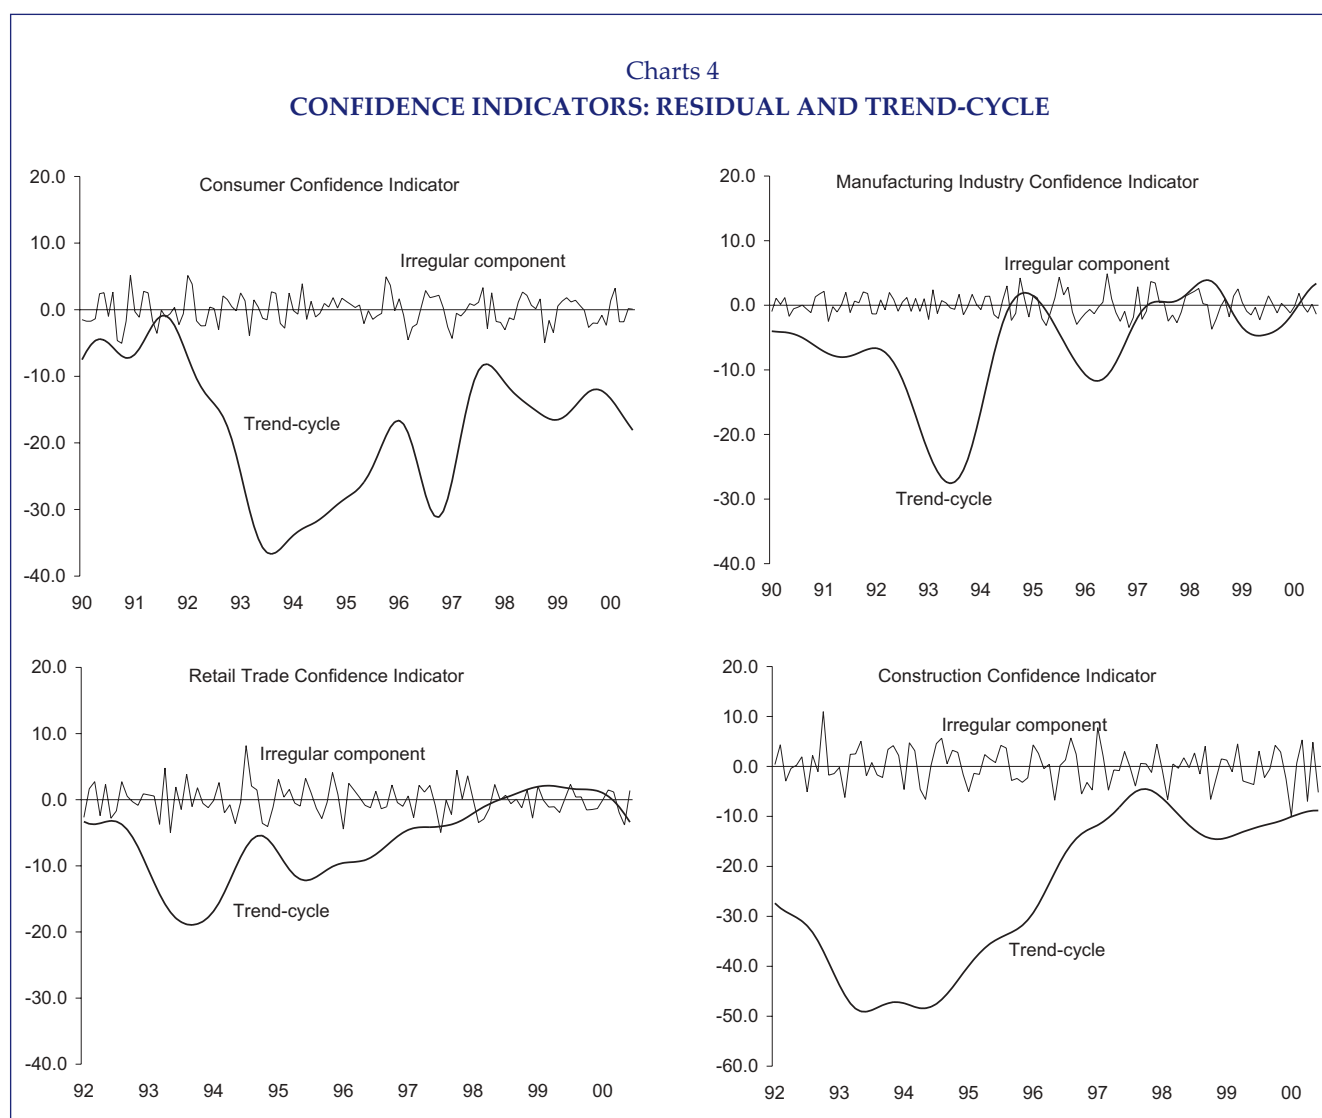 Charts 4
CONFIDENCE INDICATORS: RESIDUAL AND TREND-CYCLE
Consumer Confidence Indicator
20.0
10.0
0.0
-10.0
-20.0
-30.0
-40.0
Irregular component
Trend-cycle
90 91 92 93 94 95 96 97 98 99 00
Manufacturing Industry Confidence Indicator
20.0
10.0
0.0
-10.0
-20.0
-30.0
-40.0
Irregular component
Trend-cycle
90 91 92 93 94 95 96 97 98 99 00
Retail Trade Confidence Indicator
20.0
10.0
0.0
-10.0
-20.0
-30.0
-40.0
Irregular component
Trend-cycle
92 93 94 95 96 97 98 99 00
Construction Confidence Indicator
20.0
10.0
0.0
-10.0
-20.0
-30.0
-40.0
-50.0
-60.0
Irregular component
Trend-cycle
92 93 94 95 96 97 98 99 00